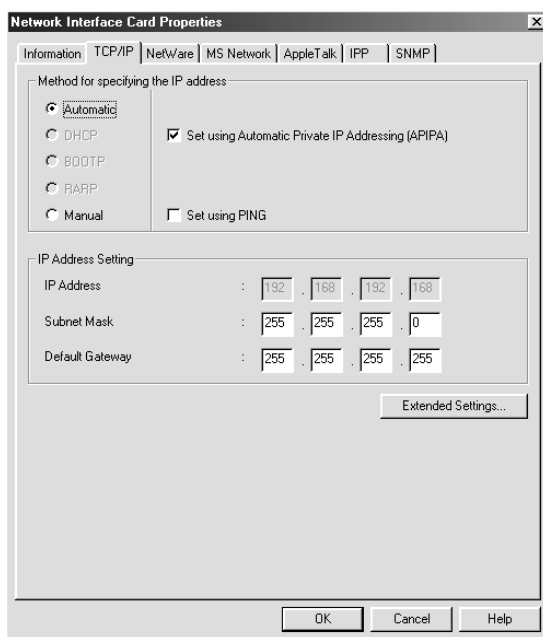 Network Interface Card Properties
Information TCP/IP NetWare MS Network AppleTalk IPP SNMP
Method for specifying the IP address
Automatic
DHCP Set using Automatic Private IP Addressing (APIPA)
BOOTP
RARP
Manual Set using PING
IP Address Setting
IP Address : 192 . 168 . 192 . 168
Subnet Mask : 255 . 255 . 255 . 0
Default Gateway : 255 . 255 . 255 . 255
Extended Settings...
OK Cancel Help